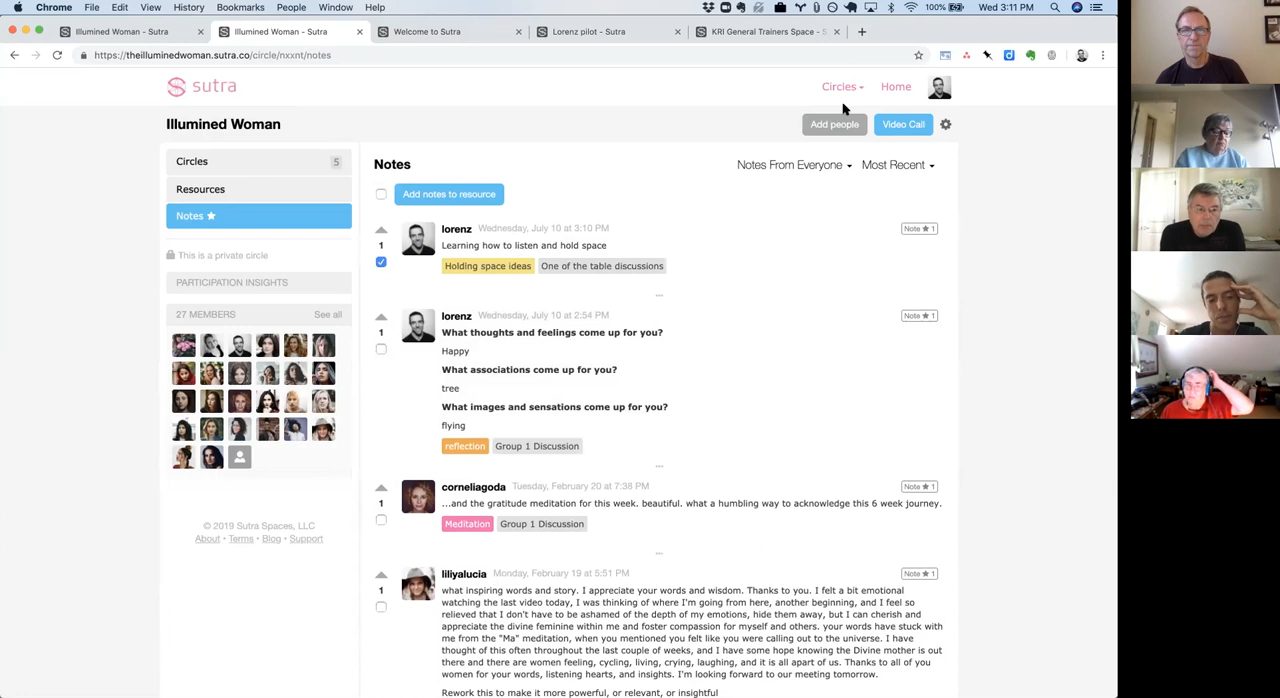 Chrome File Edit View History Bookmarks People Window Help 100% Wed 3:11 PM
Illumined Woman - Sutra Illumined Woman - Sutra Welcome to Sutra Lorenz pilot - Sutra KRI General Trainers Space - S
https://theilluminedwoman.sutra.co/circle/nxxnt/notes
sutra Circles Home
Illumined Woman Add people Video Call
Circles 5
Resources
Notes
This is a private circle
PARTICIPATION INSIGHTS
27 MEMBERS See all
© 2019 Sutra Spaces, LLC
About · Terms · Blog · Support
Notes Notes From Everyone Most Recent
Add notes to resource
lorenz Wednesday, July 10 at 3:10 PM Note ★ 1
1 Learning how to listen and hold space
Holding space ideas One of the table discussions
...
lorenz Wednesday, July 10 at 2:54 PM Note ★ 1
1 What thoughts and feelings come up for you?
Happy
What associations come up for you?
tree
What images and sensations come up for you?
flying
reflection Group 1 Discussion
...
corneliagoda Tuesday, February 20 at 7:38 PM Note ★ 1
1 ...and the gratitude meditation for this week. beautiful. what a humbling way to acknowledge this 6 week journey.
Meditation Group 1 Discussion
...
liliyalucia Monday, February 19 at 5:51 PM Note ★ 1
1 what inspiring words and story. I appreciate your words and wisdom. Thanks to you. I felt a bit emotional
watching the last video today, I was thinking of where I'm going from here, another beginning, and I feel so
relieved that I don't have to be ashamed of the depth of my emotions, hide them away, but I can cherish and
appreciate the divine feminine within me and foster compassion for myself and others. your words have stuck with
me from the "Ma" meditation, when you mentioned you felt like you were calling out to the universe. I have
thought of this often throughout the last couple of weeks, and I have some hope knowing the Divine mother is out
there and there are women feeling, cycling, living, crying, laughing, and it is all apart of us. Thanks to all of you
women for your words, listening hearts, and insights. I'm looking forward to our meeting tomorrow.
Rework this to make it more powerful, or relevant, or insightful